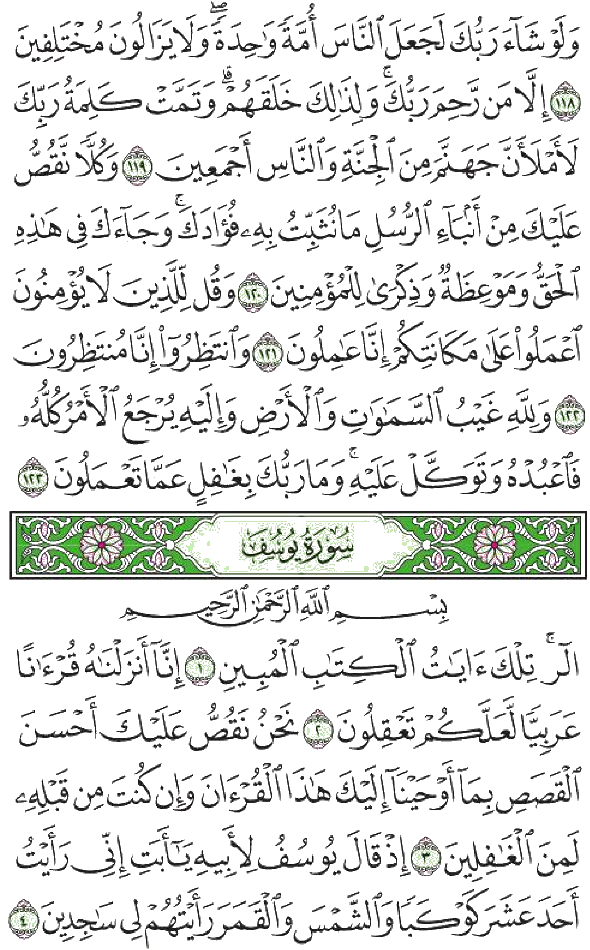 وَلَوْ شَآءَ رَبُّكَ لَجَعَلَ ٱلنَّاسَ أُمَّةً وَٰحِدَةً ۖ وَلَا يَزَالُونَ مُخْتَلِفِينَ
١١٨ إِلَّا مَن رَّحِمَ رَبُّكَ ۚ وَلِذَٰلِكَ خَلَقَهُمْ ۗ وَتَمَّتْ كَلِمَةُ رَبِّكَ
لَأَمْلَأَنَّ جَهَنَّمَ مِنَ ٱلْجِنَّةِ وَٱلنَّاسِ أَجْمَعِينَ ١١٩ وَكُلًّا نَّقُصُّ
عَلَيْكَ مِنْ أَنۢبَآءِ ٱلرُّسُلِ مَا نُثَبِّتُ بِهِۦ فُؤَادَكَ ۚ وَجَآءَكَ فِى هَٰذِهِ
ٱلْحَقُّ وَمَوْعِظَةٌ وَذِكْرَىٰ لِلْمُؤْمِنِينَ ١٢٠ وَقُل لِّلَّذِينَ لَا يُؤْمِنُونَ
ٱعْمَلُوا۟ عَلَىٰ مَكَانَتِكُمْ إِنَّا عَٰمِلُونَ ١٢١ وَٱنتَظِرُوٓا۟ إِنَّا مُنتَظِرُونَ
١٢٢ وَلِلَّهِ غَيْبُ ٱلسَّمَٰوَٰتِ وَٱلْأَرْضِ وَإِلَيْهِ يُرْجَعُ ٱلْأَمْرُ كُلُّهُۥ
فَٱعْبُدْهُ وَتَوَكَّلْ عَلَيْهِ ۚ وَمَا رَبُّكَ بِغَٰفِلٍ عَمَّا تَعْمَلُونَ ١٢٣
سُورَةُ يُوسُفَ
بِسْمِ ٱللَّهِ ٱلرَّحْمَٰنِ ٱلرَّحِيمِ
الٓر ۚ تِلْكَ ءَايَٰتُ ٱلْكِتَٰبِ ٱلْمُبِينِ ١ إِنَّآ أَنزَلْنَٰهُ قُرْءَٰنًا
عَرَبِيًّا لَّعَلَّكُمْ تَعْقِلُونَ ٢ نَحْنُ نَقُصُّ عَلَيْكَ أَحْسَنَ
ٱلْقَصَصِ بِمَآ أَوْحَيْنَآ إِلَيْكَ هَٰذَا ٱلْقُرْءَانَ وَإِن كُنتَ مِن قَبْلِهِۦ
لَمِنَ ٱلْغَٰفِلِينَ ٣ إِذْ قَالَ يُوسُفُ لِأَبِيهِ يَٰٓأَبَتِ إِنِّى رَأَيْتُ
أَحَدَ عَشَرَ كَوْكَبًا وَٱلشَّمْسَ وَٱلْقَمَرَ رَأَيْتُهُمْ لِى سَٰجِدِينَ ٤